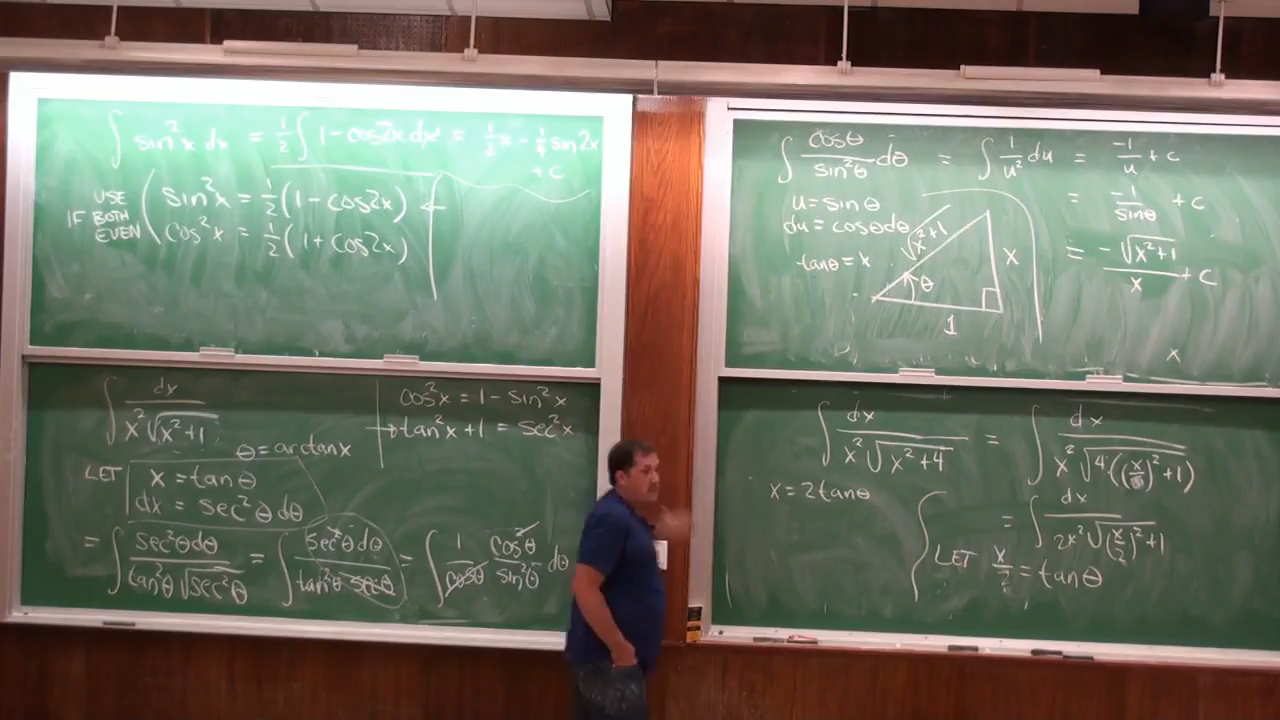 ∫ sin²x dx = ½ ∫ 1 - cos2x dx = ½x - ¼ sin2x + C
USE IF BOTH EVEN
sin²x = ½(1 - cos2x)
cos²x = ½(1 + cos2x)
∫ dx / (x²√(x²+1))
cos²x = 1 - sin²x
tan²x + 1 = sec²x
θ = arctanx
LET x = tanθ
dx = sec²θ dθ
= ∫ sec²θdθ / (tan²θ√(sec²θ)) = ∫ sec²θ dθ / (tan²θ secθ) = ∫ 1/cosθ cos²θ/sin²θ dθ
∫ cosθ/sin²θ dθ = ∫ 1/u² du = -1/u + C
u = sinθ
du = cosθdθ
= -1/sinθ + C
tanθ = x
√(x²+1)
x
θ
1
= -√(x²+1)/x + C
x
∫ dx / (x²√(x²+4)) = ∫ dx / (x²√(4((x/2)²+1)))
x = 2tanθ
= ∫ dx / (2x²√((x/2)²+1))
LET x/2 = tanθ